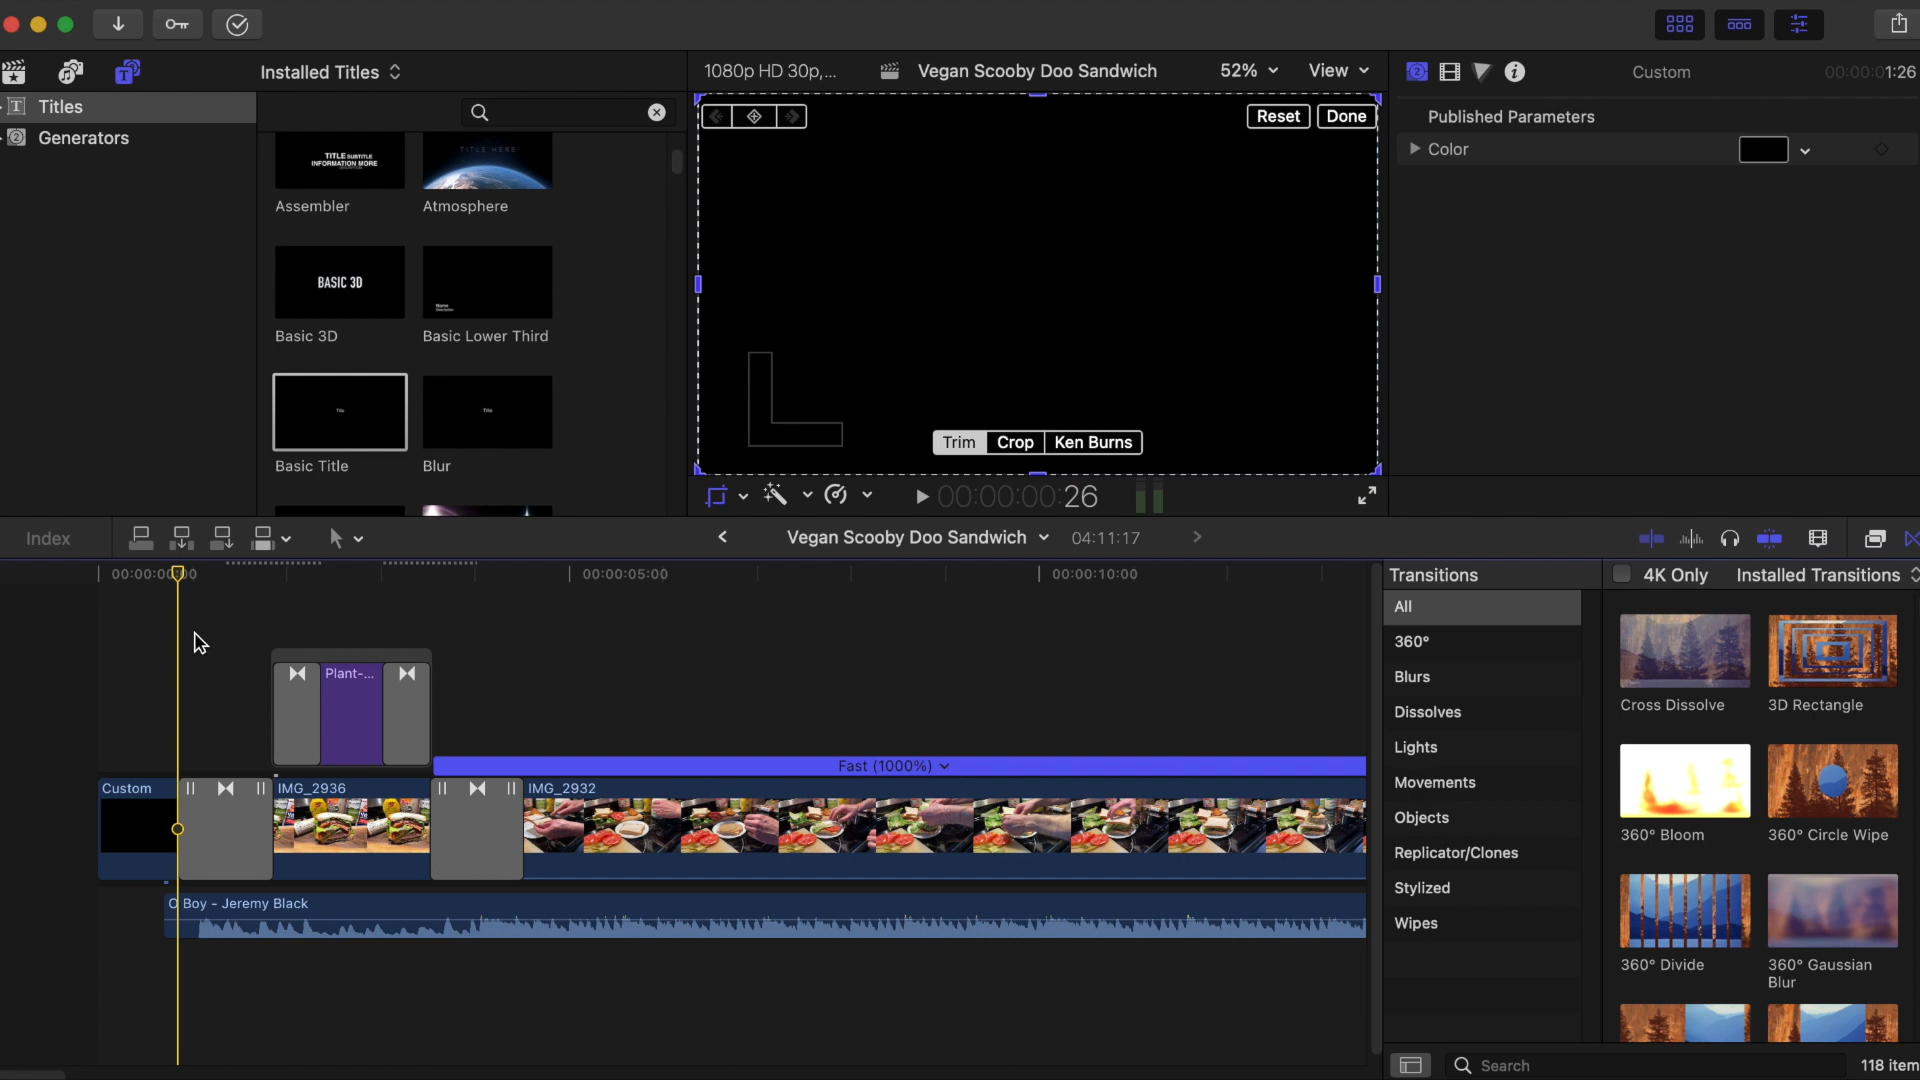 Installed Titles
1080p HD 30p,...
Vegan Scooby Doo Sandwich
52%
View
Custom
00:00:01:26
Titles
Generators
TITLE SUBTITLE
INFORMATION MORE
TITLE HERE
Assembler
Atmosphere
BASIC 3D
Name
Description
Basic 3D
Basic Lower Third
Title
Title
Basic Title
Blur
Reset
Done
Trim
Crop
Ken Burns
00:00:00:26
Published Parameters
Color
Index
Vegan Scooby Doo Sandwich
04:11:17
00:00:00:00
00:00:05:00
00:00:10:00
Plant-...
Fast (1000%)
Custom
IMG_2936
IMG_2932
O Boy - Jeremy Black
Transitions
4K Only
Installed Transitions
All
360°
Blurs
Dissolves
Lights
Movements
Objects
Replicator/Clones
Stylized
Wipes
Cross Dissolve
3D Rectangle
360° Bloom
360° Circle Wipe
360° Divide
360° Gaussian
Blur
Search
118 item